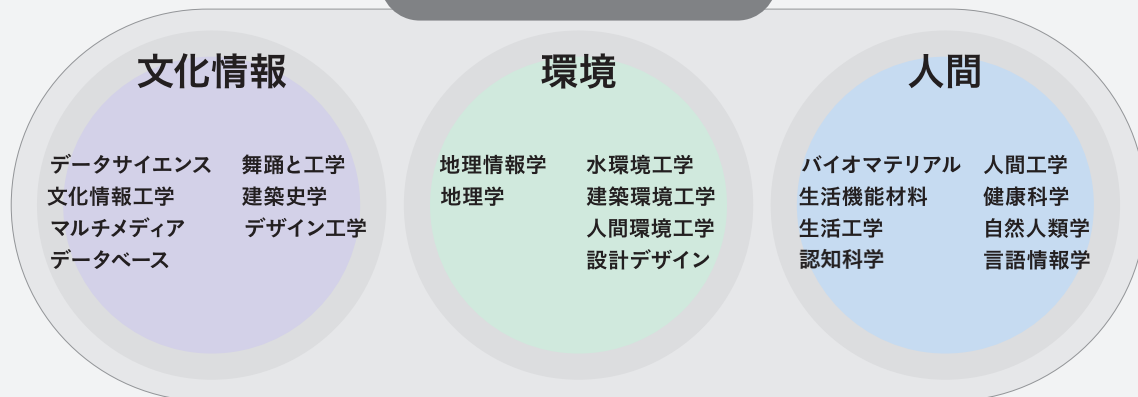 文化情報
データサイエンス
文化情報工学
マルチメディア
データベース
舞踊と工学
建築史学
デザイン工学
環境
地理情報学
地理学
水環境工学
建築環境工学
人間環境工学
設計デザイン
人間
バイオマテリアル
生活機能材料
生活工学
認知科学
人間工学
健康科学
自然人類学
言語情報学